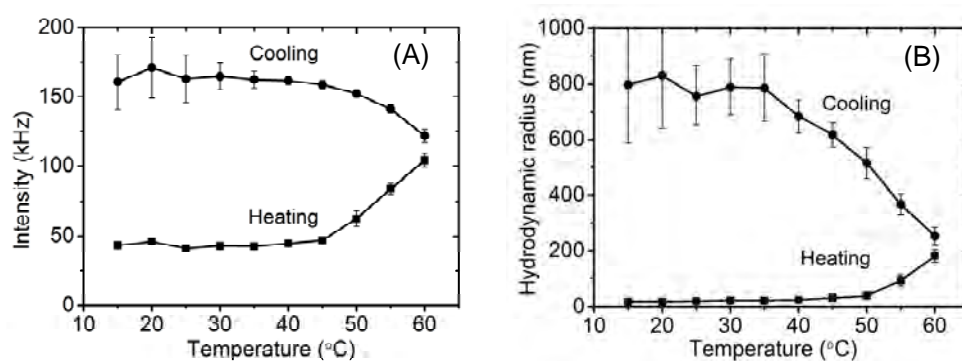 (A)
Cooling
Heating
Intensity (kHz)
200
150
100
50
0
10 20 30 40 50 60
Temperature (°C)
(B)
Cooling
Heating
Hydrodynamic radius (nm)
1000
800
600
400
200
0
10 20 30 40 50 60
Temperature (°C)